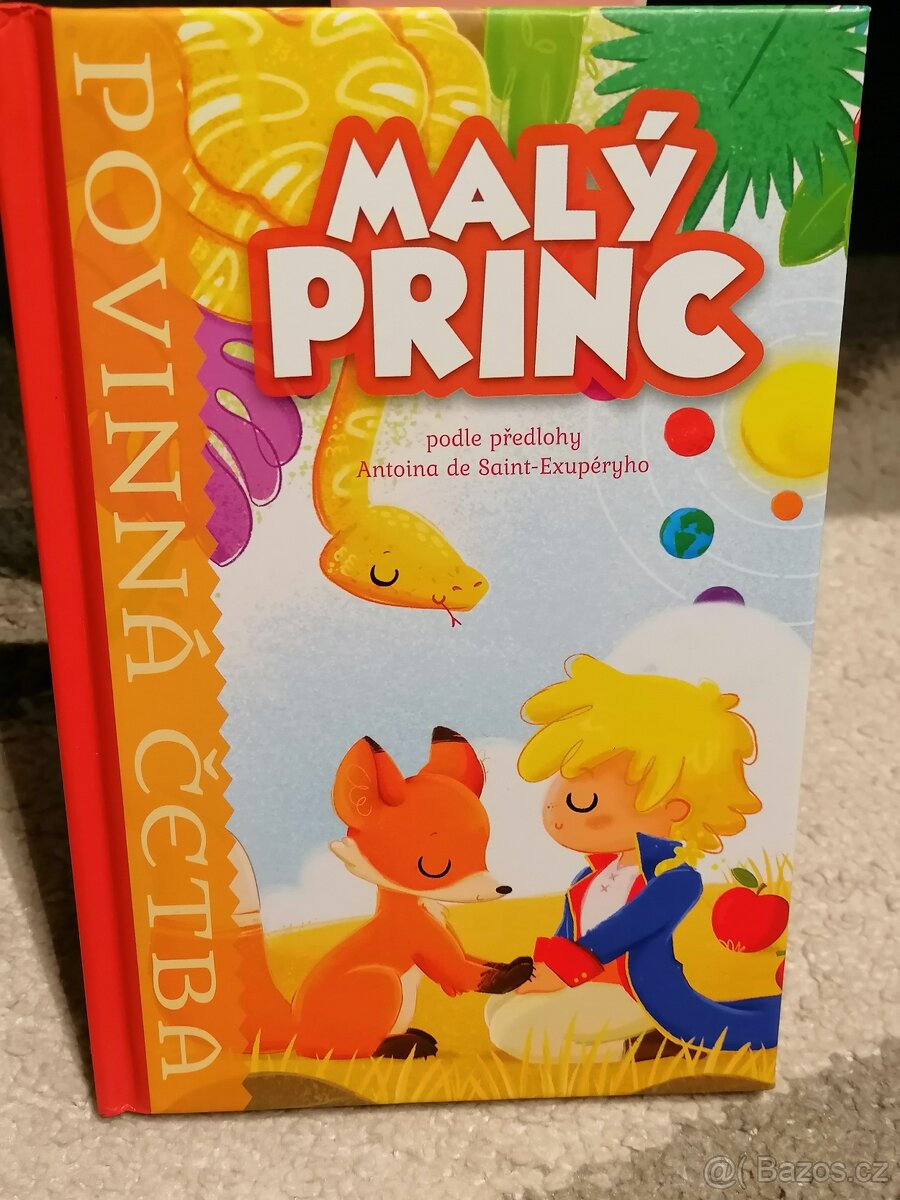 POVINNÁ ČETBA
MALÝ
PRINC
podle předlohy
Antoina de Saint-Exupéryho
@( Bazos.cz